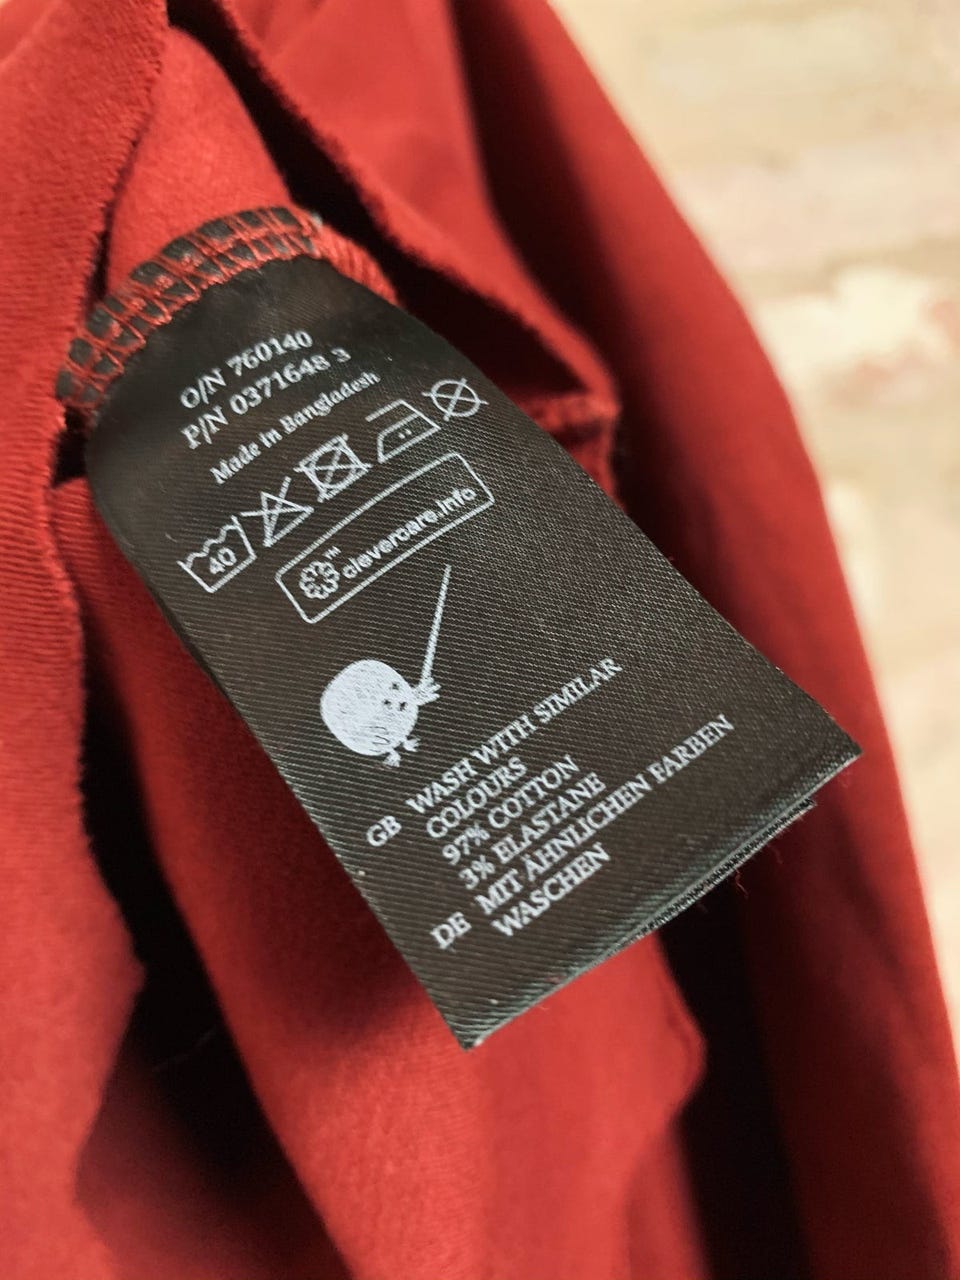 O/N 760140
P/N 0371648 3
Made in Bangladesh
40
™ clevercare.info
GB WASH WITH SIMILAR
COLOURS
97% COTTON
3% ELASTANE
DE MIT ÄHNLICHEN FARBEN
WASCHEN